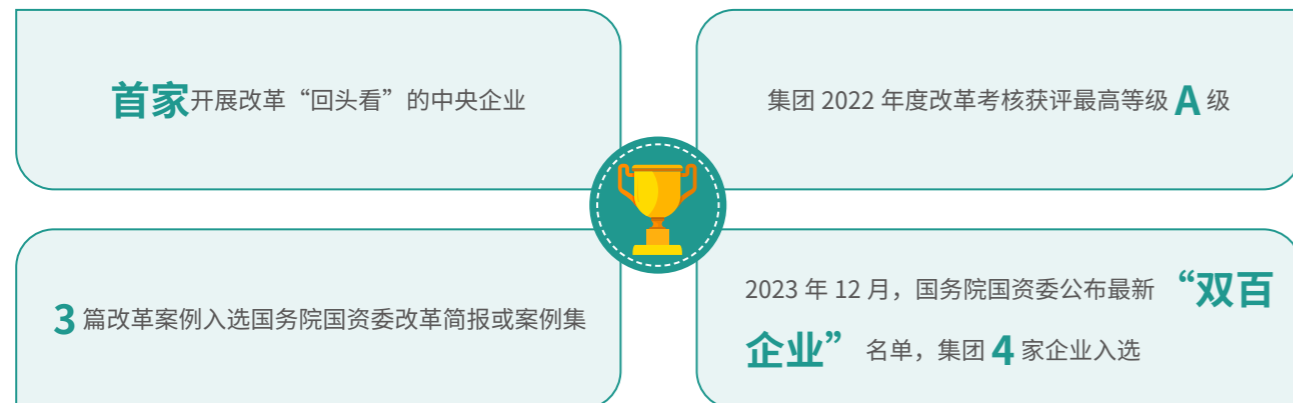 首家开展改革“回头看”的中央企业
集团 2022 年度改革考核获评最高等级 A 级
3 篇改革案例入选国务院国资委改革简报或案例集
2023 年 12 月，国务院国资委公布最新 “双百
企业” 名单，集团 4 家企业入选